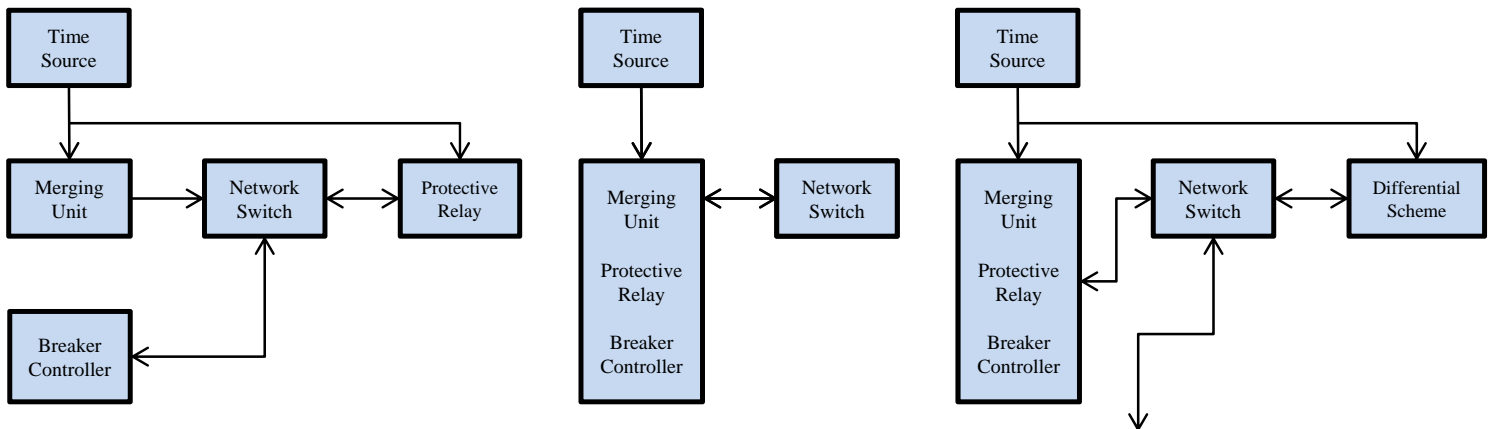 Time
Source
Merging
Unit
Network
Switch
Protective
Relay
Breaker
Controller
Time
Source
Merging
Unit
Protective
Relay
Breaker
Controller
Network
Switch
Time
Source
Merging
Unit
Protective
Relay
Breaker
Controller
Network
Switch
Differential
Scheme